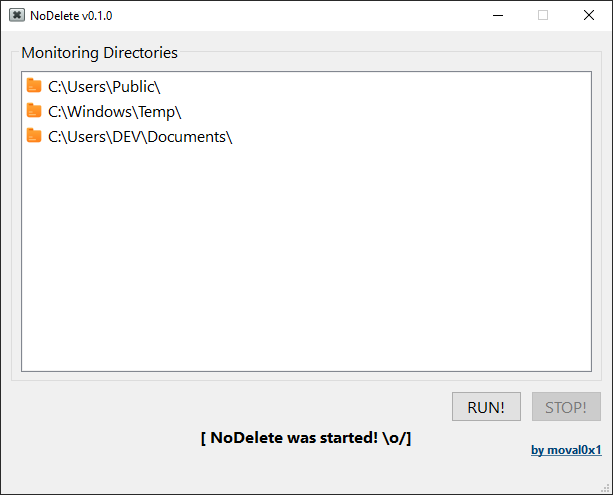 NoDelete v0.1.0
Monitoring Directories
C:\Users\Public\
C:\Windows\Temp\
C:\Users\DEV\Documents\
RUN! STOP!
[ NoDelete was started! \o/]
by moval0x1